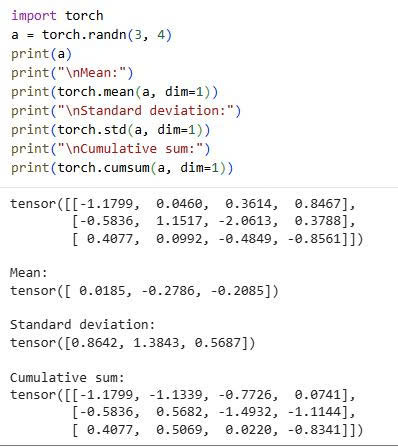 import torch
a = torch.randn(3, 4)
print(a)
print("\nMean:")
print(torch.mean(a, dim=1))
print("\nStandard deviation:")
print(torch.std(a, dim=1))
print("\nCumulative sum:")
print(torch.cumsum(a, dim=1))
tensor([[-1.1799,  0.0460,  0.3614,  0.8467],
        [-0.5836,  1.1517, -2.0613,  0.3788],
        [ 0.4077,  0.0992, -0.4849, -0.8561]])
Mean:
tensor([ 0.0185, -0.2786, -0.2085])
Standard deviation:
tensor([0.8642, 1.3843, 0.5687])
Cumulative sum:
tensor([[-1.1799, -1.1339, -0.7726,  0.0741],
        [-0.5836,  0.5682, -1.4932, -1.1144],
        [ 0.4077,  0.5069,  0.0220, -0.8341]])